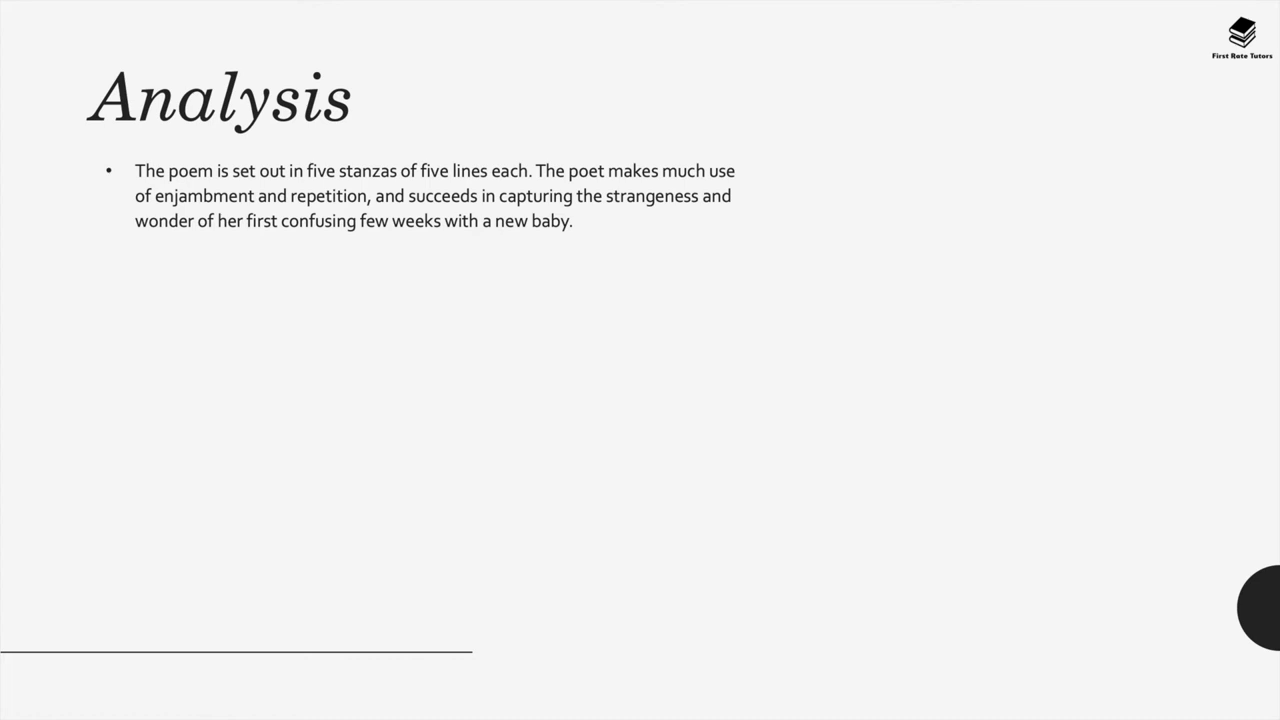 First Rate Tutors
Analysis
• The poem is set out in five stanzas of five lines each. The poet makes much use
of enjambment and repetition, and succeeds in capturing the strangeness and
wonder of her first confusing few weeks with a new baby.